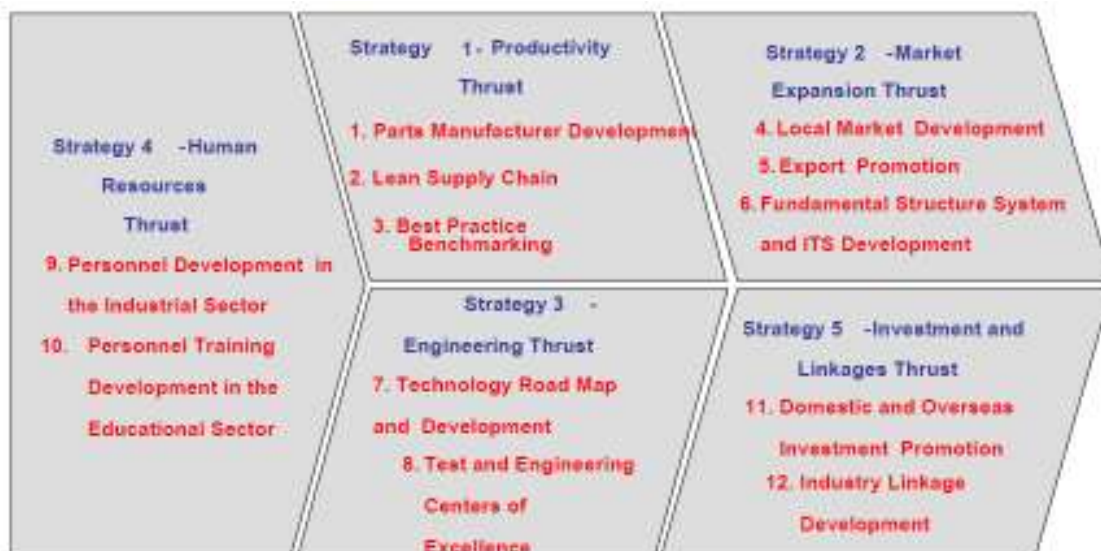 Strategy 4 -Human
Resources
Thrust
9. Personnel Development in
the Industrial Sector
10. Personnel Training
Development in the
Educational Sector
Strategy 1- Productivity
Thrust
1. Parts Manufacturer Development
2. Lean Supply Chain
3. Best Practice
Benchmarking
Strategy 2 -Market
Expansion Thrust
4. Local Market Development
5. Export Promotion
6. Fundamental Structure System
and ITS Development
Strategy 3 -
Engineering Thrust
7. Technology Road Map
and Development
8. Test and Engineering
Centers of
Excellence
Strategy 5 -Investment and
Linkages Thrust
11. Domestic and Overseas
Investment Promotion
12. Industry Linkage
Development